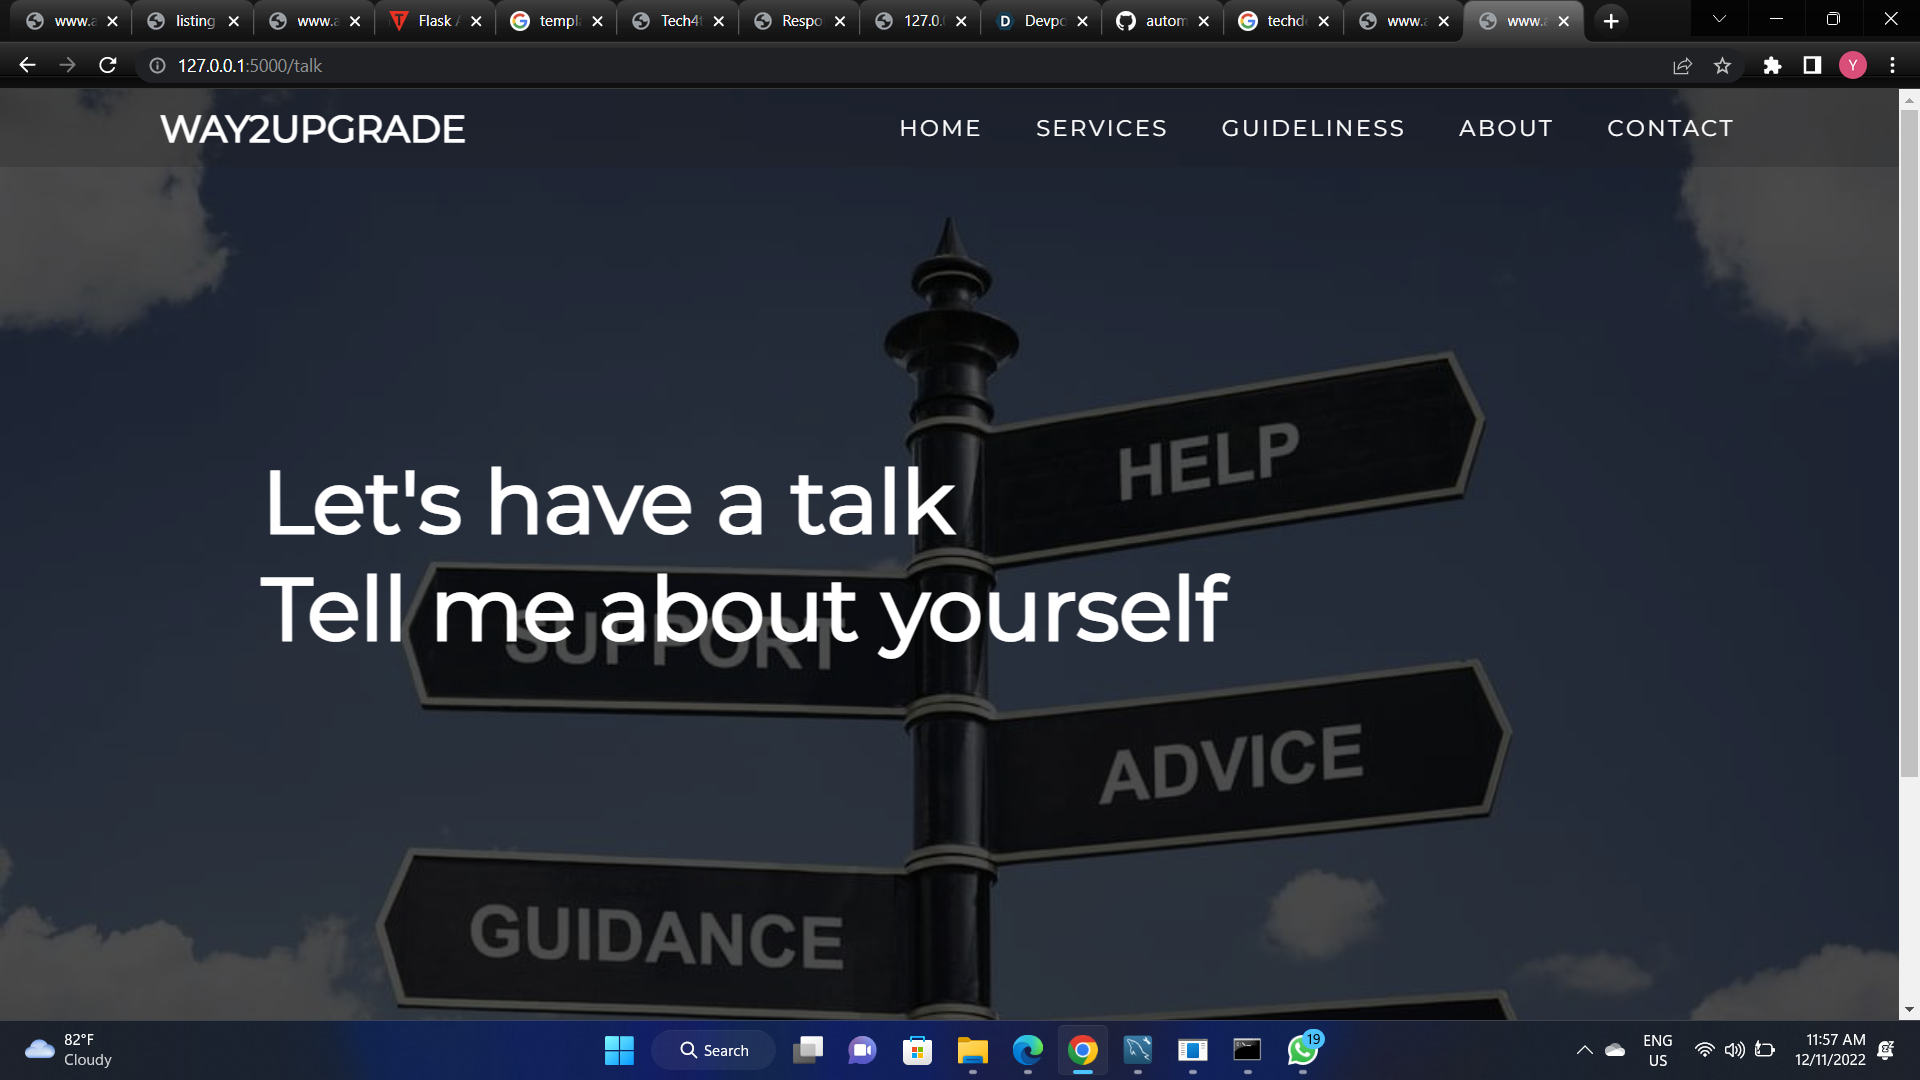 www.a
listing
www.a
Flask A
templ
Tech4t
Respo
127.0.
Devpo
autom
techd
www.a
www.a
127.0.0.1:5000/talk
Y
WAY2UPGRADE
HOME
SERVICES
GUIDELINESS
ABOUT
CONTACT
HELP
Let's have a talk
Tell me about yourself
SUPPORT
ADVICE
GUIDANCE
82°F
Cloudy
Search
19
ENG
US
11:57 AM
12/11/2022